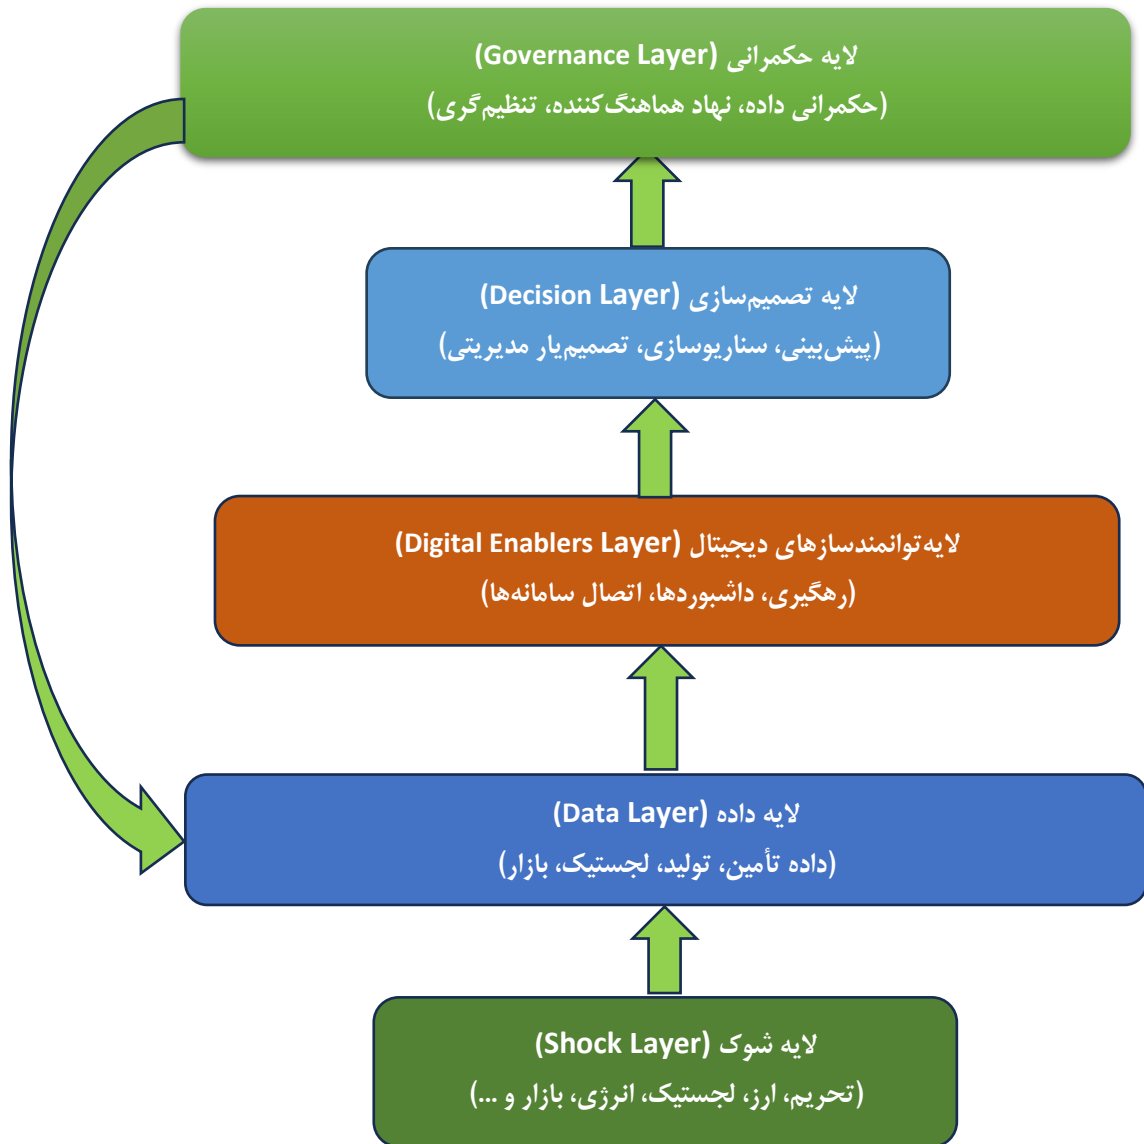 لایه حکمرانی (Governance Layer)
(حکمرانی داده، نهاد هماهنگ‌کننده، تنظیم‌گری)
لایه تصمیم‌سازی (Decision Layer)
(پیش‌بینی، سناریوسازی، تصمیم‌یار مدیریتی)
لایه توانمندسازهای دیجیتال (Digital Enablers Layer)
(رهگیری، داشبوردها، اتصال سامانه‌ها)
لایه داده (Data Layer)
(داده تأمین، تولید، لجستیک، بازار)
لایه شوک (Shock Layer)
(تحریم، ارز، لجستیک، انرژی، بازار و ...)